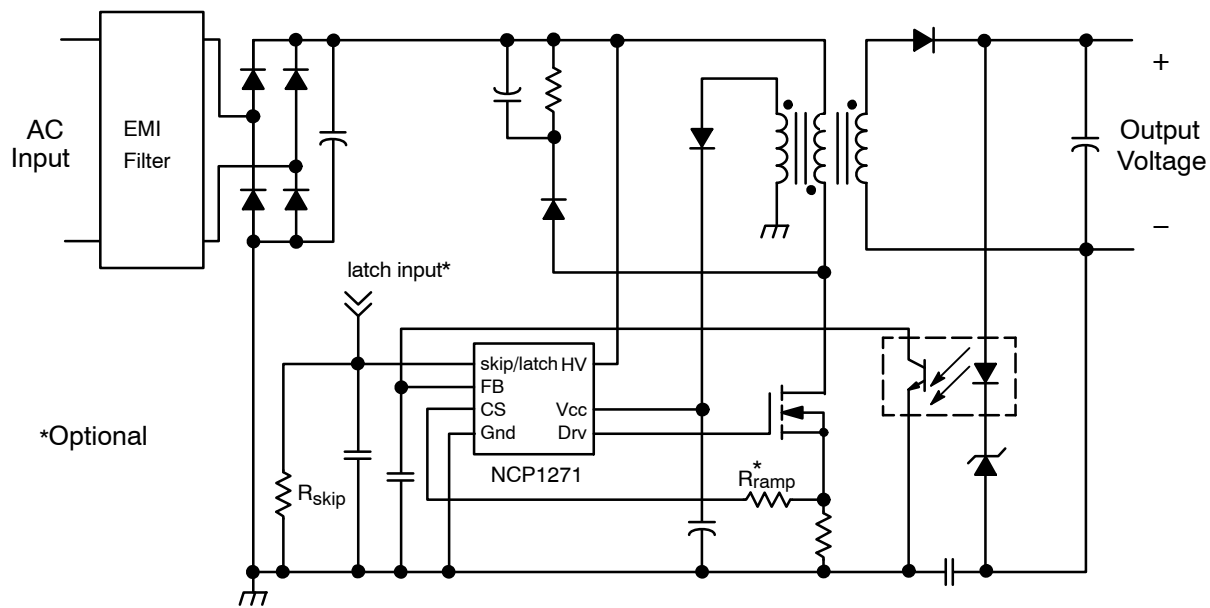 AC
Input
EMI
Filter
+
Output
Voltage
−
latch input*
skip/latch HV
FB
CS
Vcc
Gnd
Drv
NCP1271
*Optional
Rskip
R*ramp